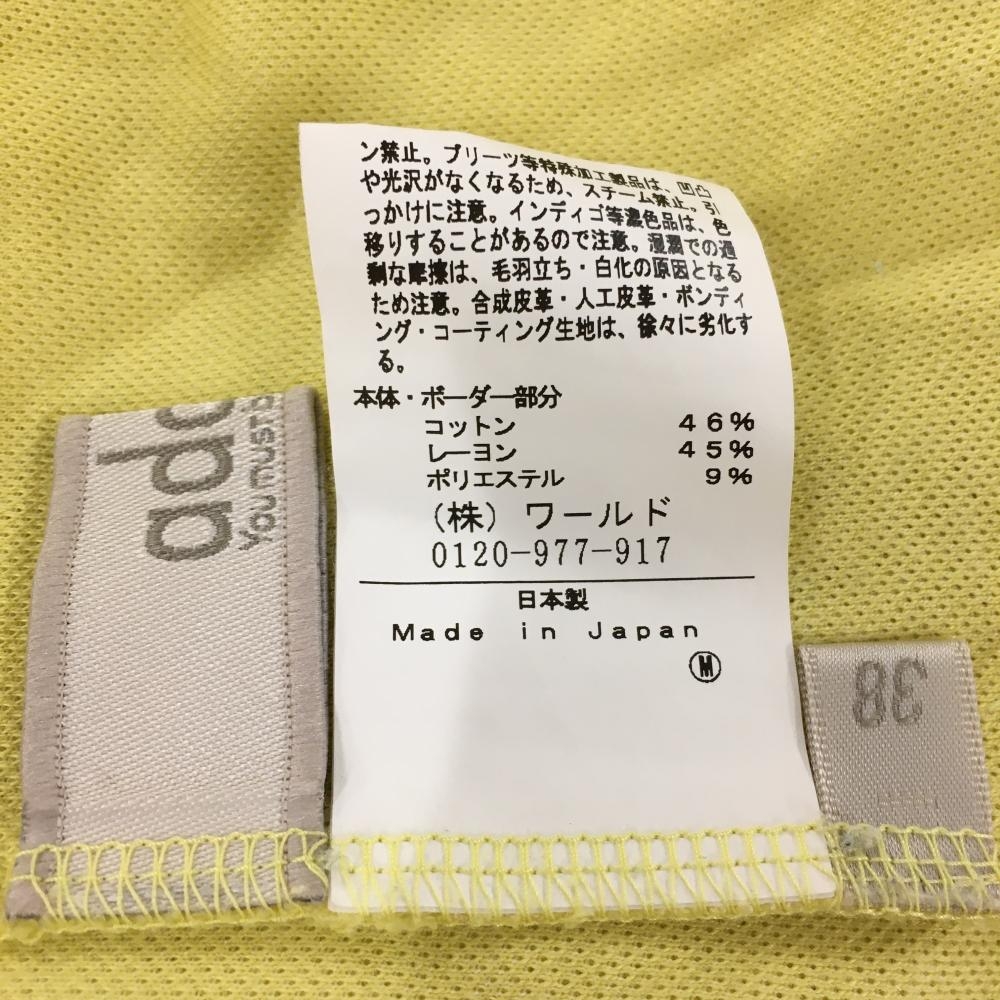 ン禁止。プリーツ等特殊加工製品は、凹凸
や光沢がなくなるため、スチーム禁止。引
っかけに注意。インディゴ等濃色品は、色
移りすることがあるので注意。湿潤での過
剰な摩擦は、毛羽立ち・白化の原因となる
ため注意。合成皮革・人工皮革・ボンディ
ング・コーティング生地は、徐々に劣化す
る。
本体・ボーダー部分
コットン 46%
レーヨン 45%
ポリエステル 9%
(株) ワールド
0120-977-917
日本製
Made in Japan
M
38